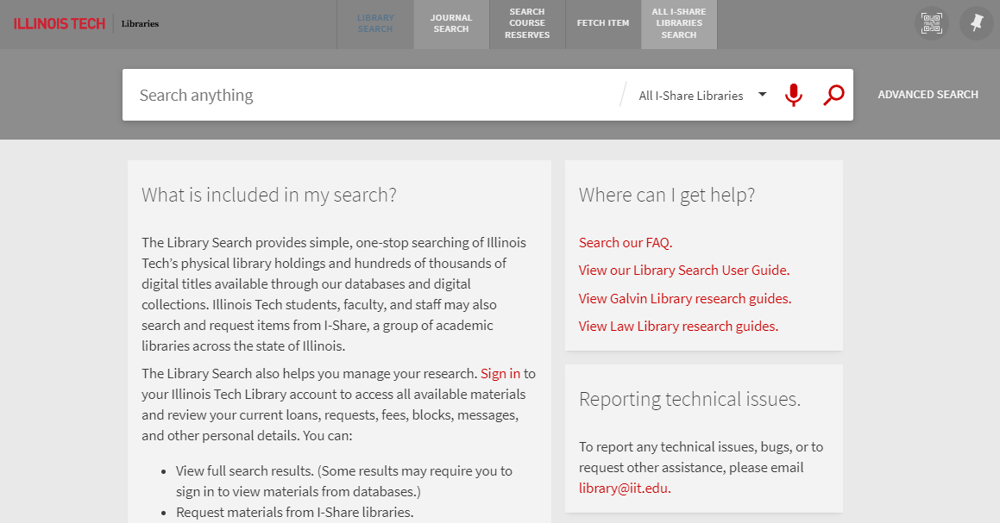 ILLINOIS TECH Libraries
LIBRARY
SEARCH
JOURNAL
SEARCH
SEARCH
COURSE
RESERVES
FETCH ITEM
ALL I-SHARE
LIBRARIES
SEARCH
Search anything
All I-Share Libraries
ADVANCED SEARCH
What is included in my search?
The Library Search provides simple, one-stop searching of Illinois
Tech’s physical library holdings and hundreds of thousands of
digital titles available through our databases and digital
collections. Illinois Tech students, faculty, and staff may also
search and request items from I-Share, a group of academic
libraries across the state of Illinois.
The Library Search also helps you manage your research. Sign in to
your Illinois Tech Library account to access all available materials
and review your current loans, requests, fees, blocks, messages,
and other personal details. You can:
• View full search results. (Some results may require you to
sign in to view materials from databases.)
• Request materials from I-Share libraries.
Where can I get help?
Search our FAQ.
View our Library Search User Guide.
View Galvin Library research guides.
View Law Library research guides.
Reporting technical issues.
To report any technical issues, bugs, or to
request other assistance, please email
library@iit.edu.